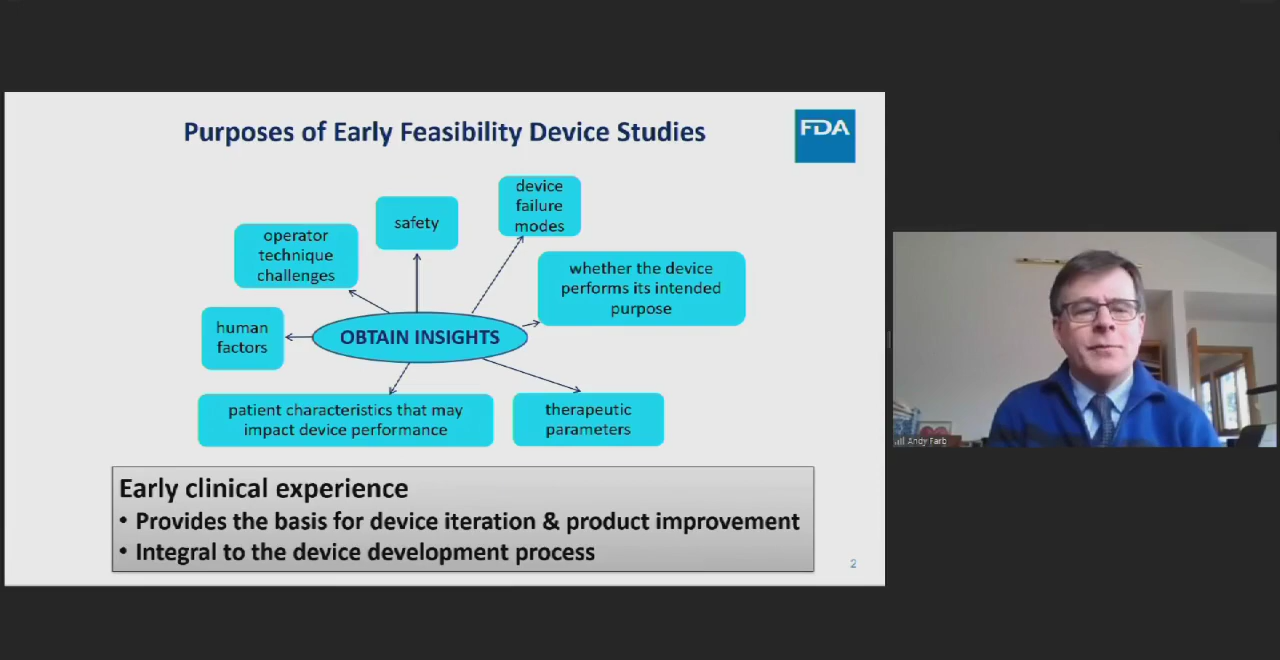 Purposes of Early Feasibility Device Studies
FDA
device
failure
modes
safety
operator
technique
challenges
whether the device
performs its intended
purpose
human
factors
OBTAIN INSIGHTS
patient characteristics that may
impact device performance
therapeutic
parameters
Early clinical experience
• Provides the basis for device iteration & product improvement
• Integral to the device development process
2
Andy Farb